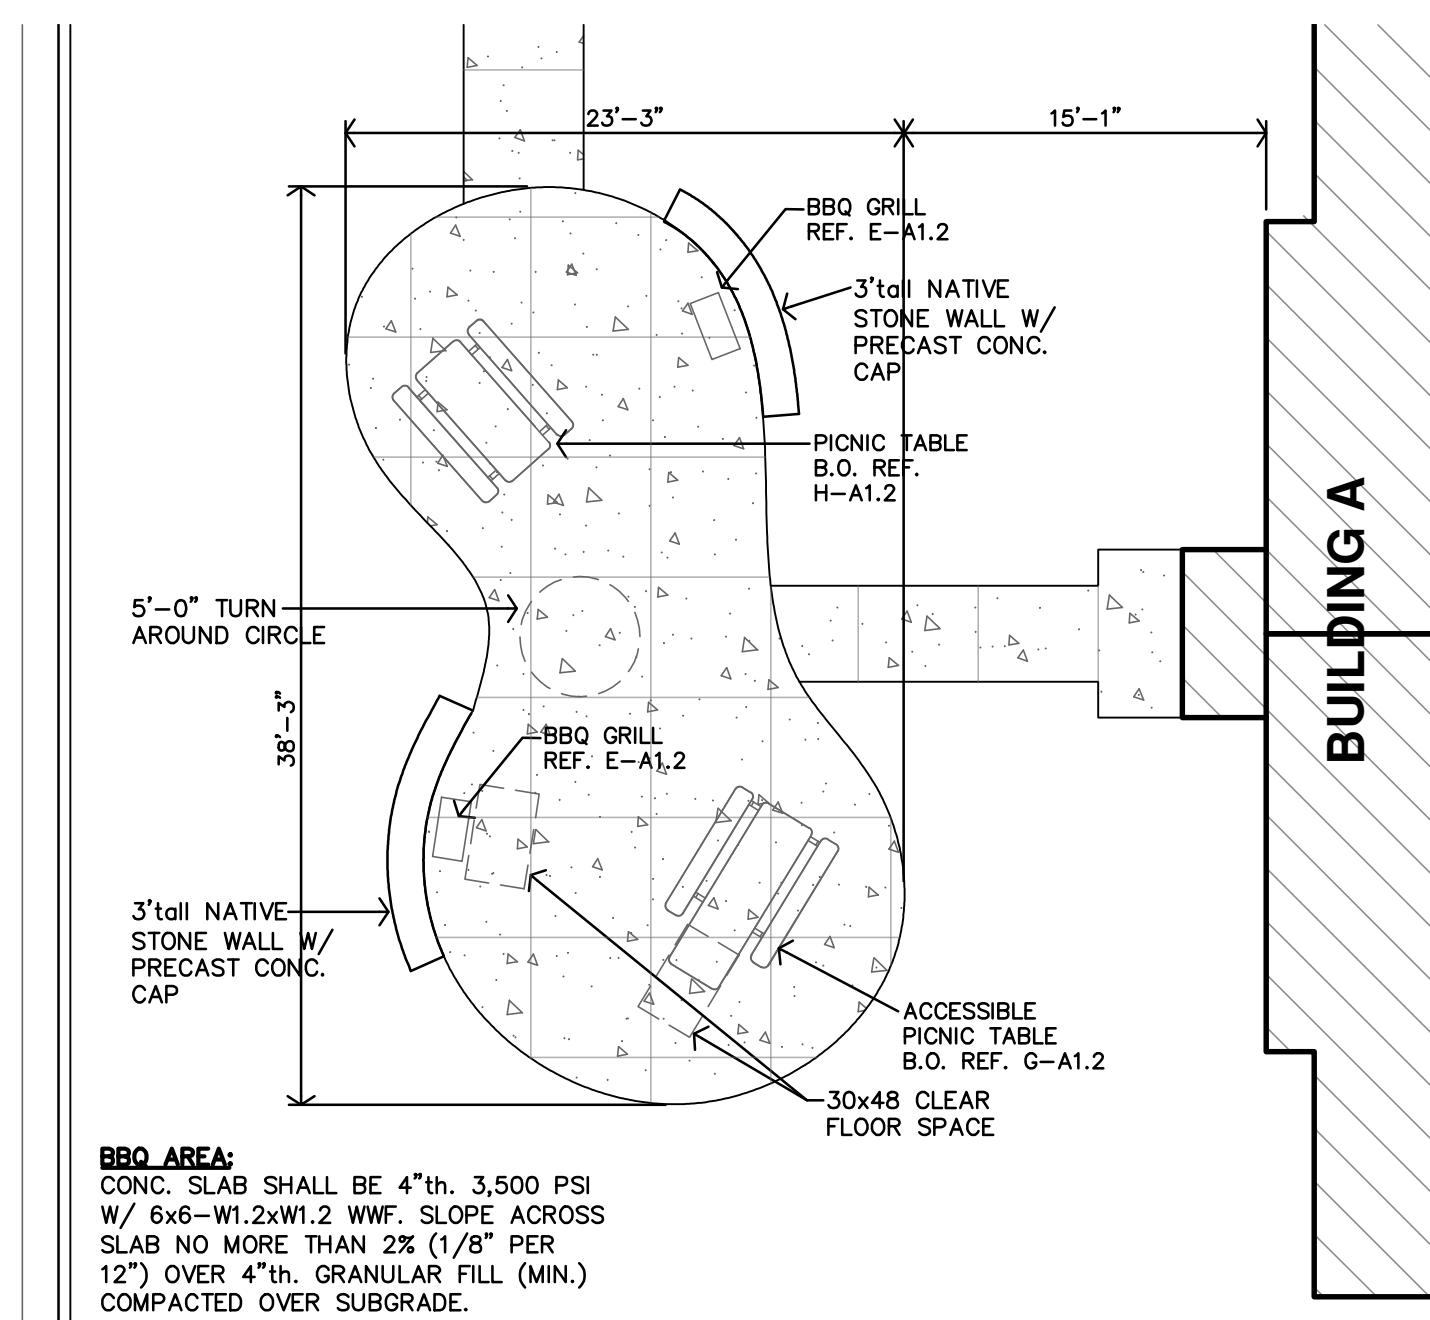 23'-3"
15'-1"
BBQ GRILL
REF. E-A1.2
3'tall NATIVE
STONE WALL W/
PRECAST CONC.
CAP
PICNIC TABLE
B.O. REF.
H-A1.2
BUILDING A
5'-0" TURN
AROUND CIRCLE
38'-3"
BBQ GRILL
REF. E-A1.2
3'tall NATIVE
STONE WALL W/
PRECAST CONC.
CAP
ACCESSIBLE
PICNIC TABLE
B.O. REF. G-A1.2
30x48 CLEAR
FLOOR SPACE
BBQ AREA:
CONC. SLAB SHALL BE 4"th. 3,500 PSI
W/ 6x6-W1.2xW1.2 WWF. SLOPE ACROSS
SLAB NO MORE THAN 2% (1/8" PER
12") OVER 4"th. GRANULAR FILL (MIN.)
COMPACTED OVER SUBGRADE.